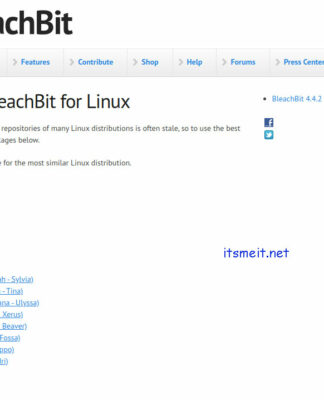 achBit
Features
Contribute
Shop
Help
Forums
Press Center
eachBit for Linux
repositories of many Linux distributions is often stale, so to use the best
ages below.
for the most similar Linux distribution.
BleachBit 4.4.2
itsmeit.net
h - Sylvia)
- Tina)
na - Ulyssa)
Xerus)
Beaver)
Fossa)
ppo)
ri)